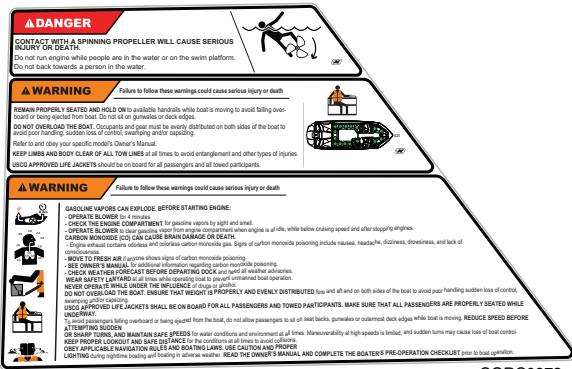 DANGER
CONTACT WITH A SPINNING PROPELLER WILL CAUSE SERIOUS
INJURY OR DEATH.
Do not run engine while people are in the water or on the swim platform.
Do not back towards a person in the water.
WARNING
Failure to follow these warnings could cause serious injury or death
REMAIN PROPERLY SEATED AND HOLD ON to available handrails while boat is moving to avoid falling over-
board or being ejected from boat. Do not sit on gunwales or deck edges.
DO NOT OVERLOAD THE BOAT. Occupants and gear must be evenly distributed on both sides of the boat to
avoid poor handling, sudden loss of control, swamping and/or capsizing.
Refer to and obey your specific model's Owner's Manual.
KEEP LIMBS AND BODY CLEAR OF ALL TOW LINES at all times to avoid entanglement and other types of injuries.
USCG APPROVED LIFE JACKETS should be on board for all passengers and all towed participants.
WARNING
Failure to follow these warnings could cause serious injury or death
GASOLINE VAPORS CAN EXPLODE. BEFORE STARTING ENGINE:
- OPERATE BLOWER for 4 minutes
- CHECK THE ENGINE COMPARTMENT for gasoline vapors by sight and smell.
- OPERATE BLOWER to clear gasoline vapor from engine compartment when engine is at idle, while below cruising speed and after stopping engines.
CARBON MONOXIDE (CO) CAN CAUSE BRAIN DAMAGE OR DEATH.
- Engine exhaust contains odorless and colorless carbon monoxide gas. Signs of carbon monoxide poisoning include nausea, headache, dizziness, drowsiness, and lack of
consciousness.
- MOVE TO FRESH AIR if anyone shows signs of carbon monoxide poisoning.
- SEE OWNER'S MANUAL for additional information regarding carbon monoxide poisoning.
- CHECK WEATHER FORECAST BEFORE DEPARTING DOCK and heed all weather advisories.
WEAR SAFETY LANYARD at all times while operating boat to prevent unmanned boat operation.
NEVER OPERATE WHILE UNDER THE INFLUENCE of drugs or alcohol.
DO NOT OVERLOAD THE BOAT. ENSURE THAT WEIGHT IS PROPERLY AND EVENLY DISTRIBUTED fore and aft and on both sides of the boat to avoid poor handling sudden loss of control,
swamping and/or capsizing.
USCG APPROVED LIFE JACKETS SHALL BE ON BOARD FOR ALL PASSENGERS AND TOWED PARTICIPANTS. MAKE SURE THAT ALL PASSENGERS ARE PROPERLY SEATED WHILE
UNDERWAY.
To avoid passengers falling overboard or being ejected from the boat, do not allow passengers to sit on seat backs, gunwales or outermost deck edges while boat is moving. REDUCE SPEED BEFORE
ATTEMPTING SUDDEN
OR SHARP TURNS, AND MAINTAIN SAFE SPEEDS for water conditions and environment at all times. Maneuverability at high speeds is limited, and sudden turns may cause loss of boat control
KEEP PROPER LOOKOUT AND SAFE DISTANCE for the conditions at all times to avoid collisions.
OBEY APPLICABLE NAVIGATION RULES AND BOATING LAWS. USE CAUTION AND PROPER
LIGHTING during nighttime boating and boating in adverse weather. READ THE OWNER'S MANUAL AND COMPLETE THE BOATER'S PRE-OPERATION CHECKLIST prior to boat operation.